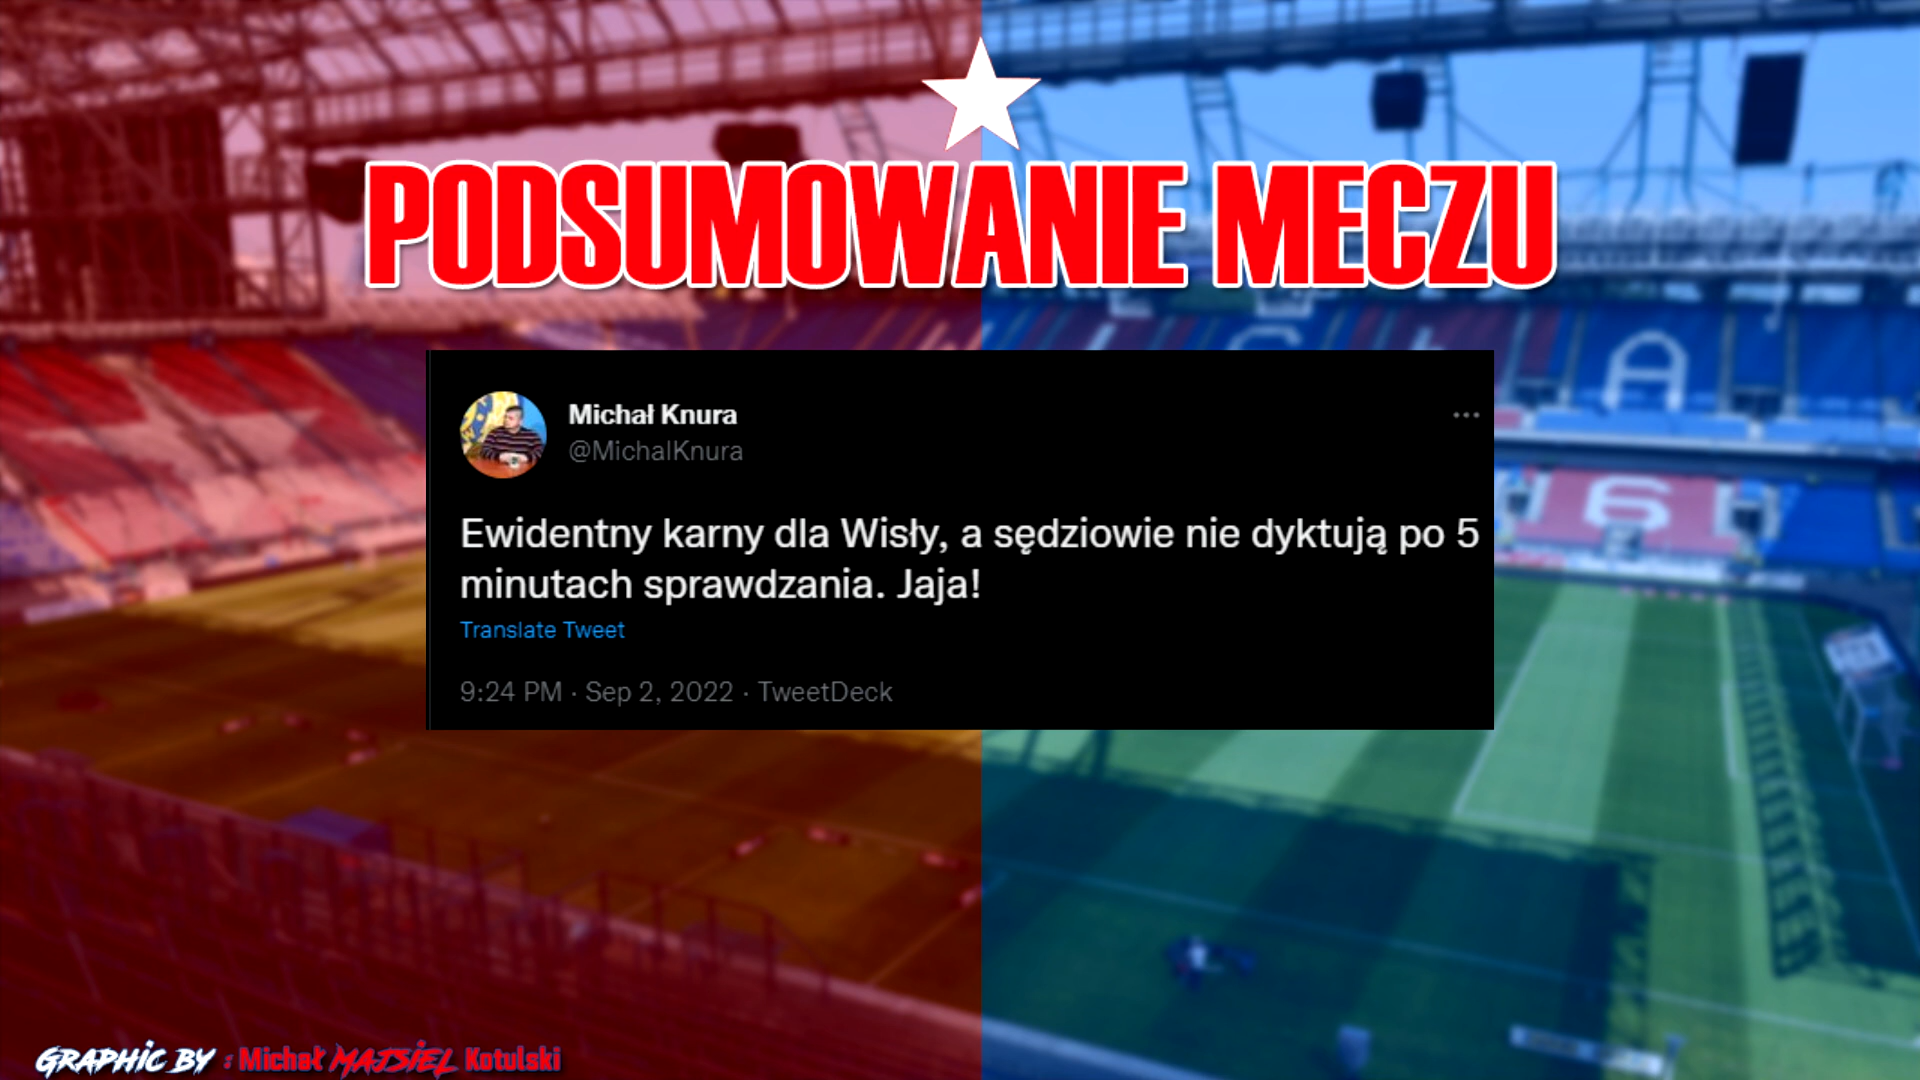 PODSUMOWANIE MECZU
Michał Knura
@MichalKnura
Ewidentny karny dla Wisły, a sędziowie nie dyktują po 5
minutach sprawdzania. Jaja!
Translate Tweet
9:24 PM · Sep 2, 2022 · TweetDeck
GRAPHIC BY : Michał MAJSIEL Kotulski